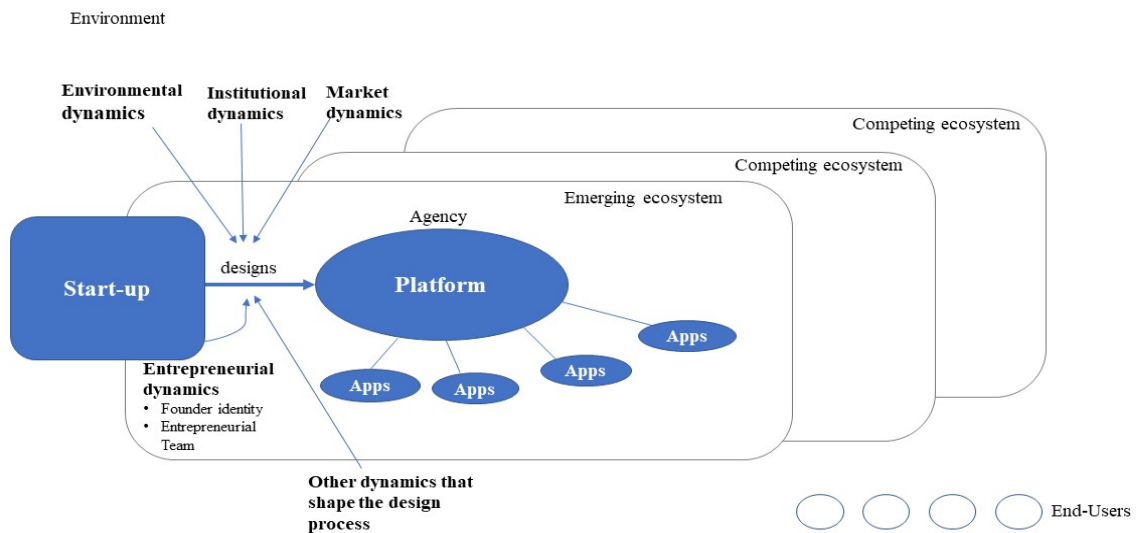 Environment
Environmental
dynamics
Institutional
dynamics
Market
dynamics
Competing ecosystem
Competing ecosystem
Emerging ecosystem
Agency
designs
Start-up
Platform
Apps
Apps
Apps
Apps
Entrepreneurial
dynamics
• Founder identity
• Entrepreneurial
Team
Other dynamics that
shape the design
process
End-Users